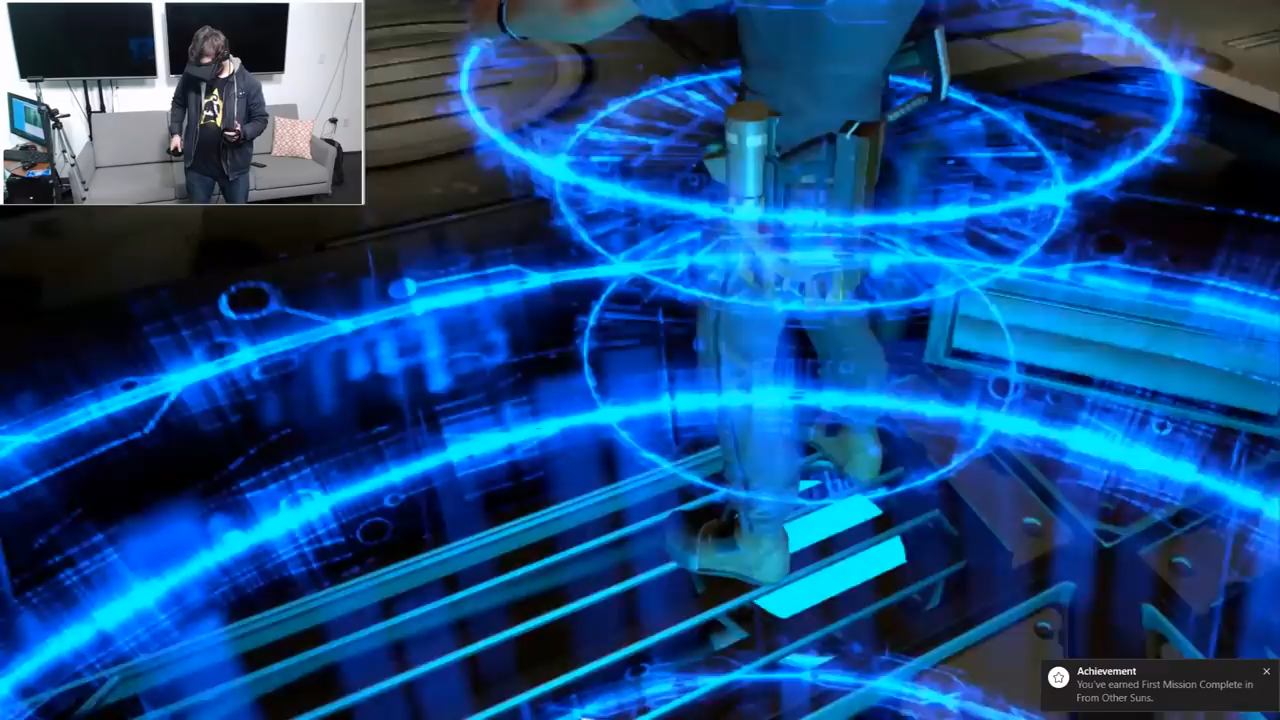 Achievement
You've earned First Mission Complete in
From Other Suns.